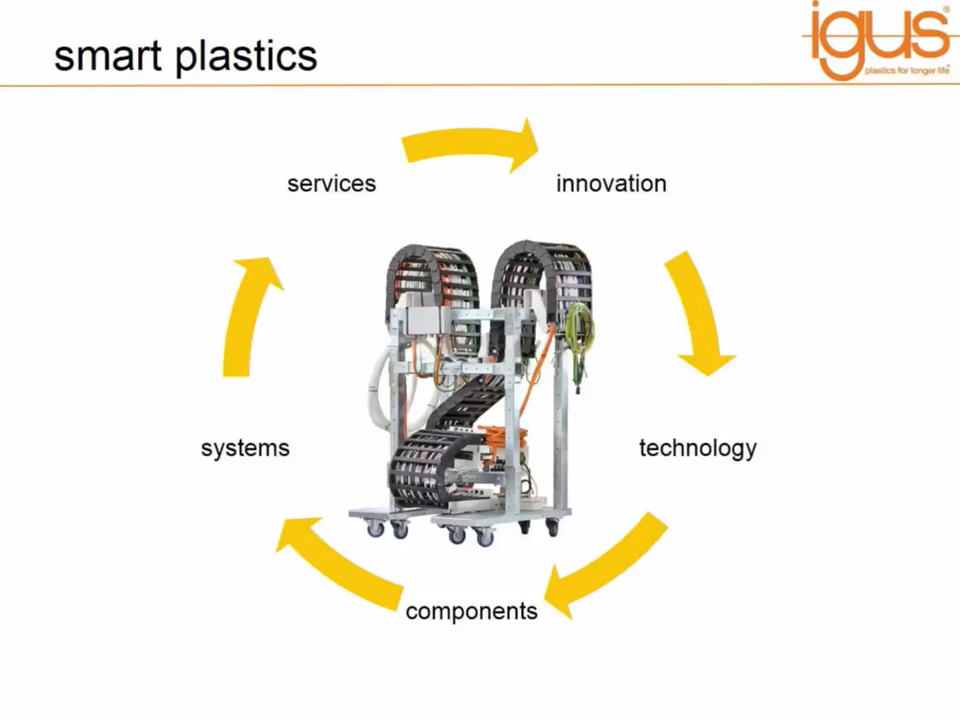 smart plastics
igus®
plastics for longer life®
services
innovation
systems
technology
components